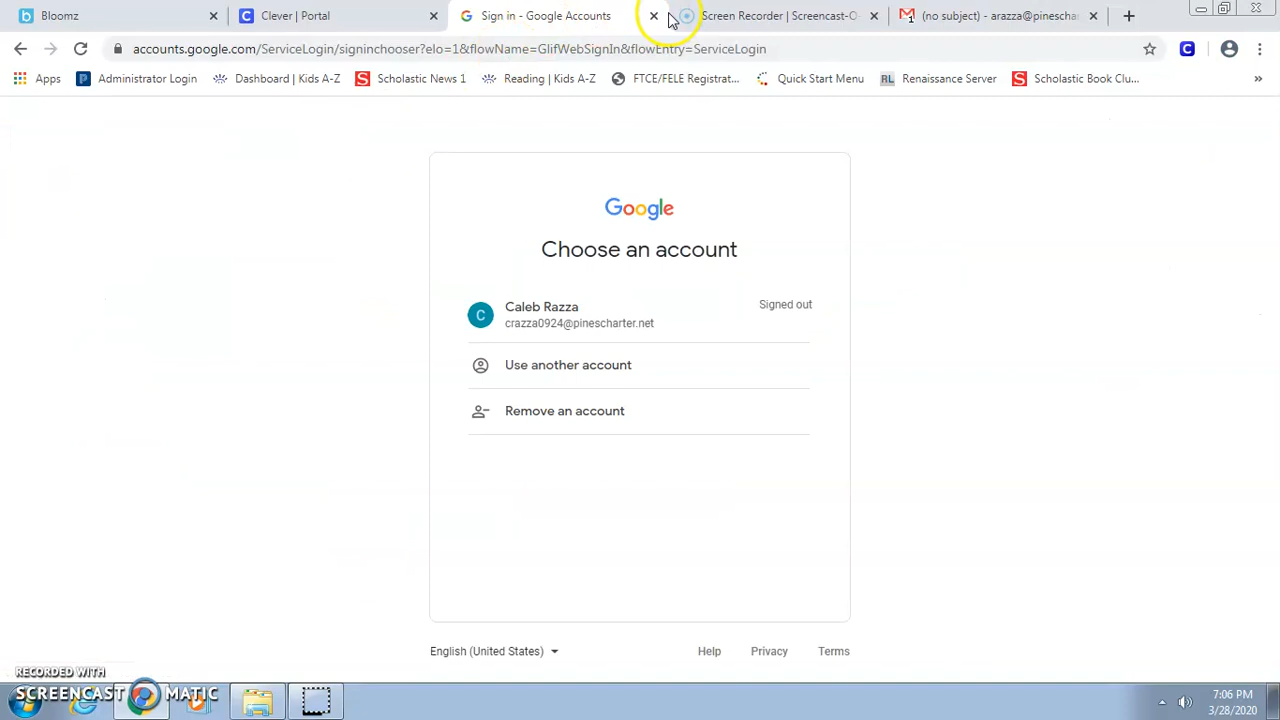 Bloomz
Clever | Portal
Sign in - Google Accounts
Screen Recorder | Screencast-O-
(no subject) - arazza@pineschar
accounts.google.com/ServiceLogin/signinchooser?elo=1&flowName=GlifWebSignIn&flowEntry=ServiceLogin
Apps
Administrator Login
Dashboard | Kids A-Z
Scholastic News 1
Reading | Kids A-Z
FTCE/FELE Registrat...
Quick Start Menu
Renaissance Server
Scholastic Book Clu...
Google
Choose an account
C
Caleb Razza
Signed out
crazza0924@pinescharter.net
Use another account
Remove an account
English (United States)
Help
Privacy
Terms
RECORDED WITH
SCREENCAST MATIC
7:06 PM
3/28/2020